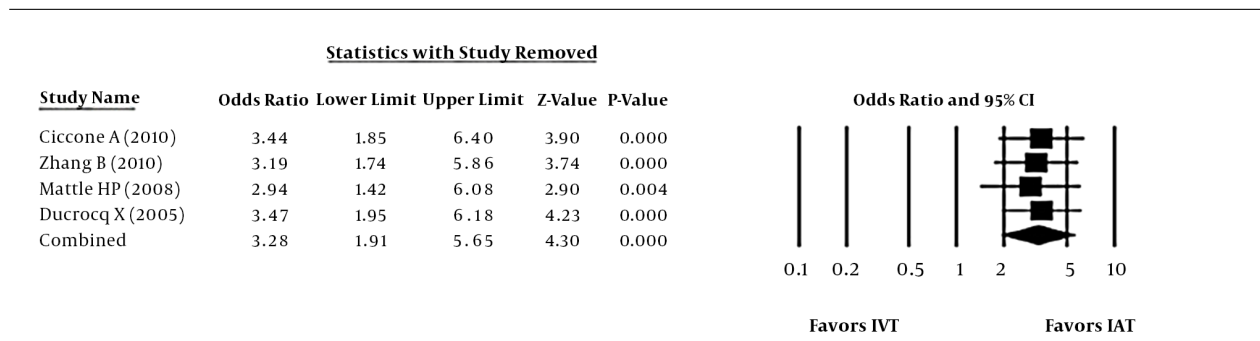 Statistics with Study Removed
Study Name Odds Ratio Lower Limit Upper Limit Z-Value P-Value Odds Ratio and 95% CI
Ciccone A (2010) 3.44 1.85 6.40 3.90 0.000
Zhang B (2010) 3.19 1.74 5.86 3.74 0.000
Mattle HP (2008) 2.94 1.42 6.08 2.90 0.004
Ducrocq X (2005) 3.47 1.95 6.18 4.23 0.000
Combined 3.28 1.91 5.65 4.30 0.000
0.1 0.2 0.5 1 2 5 10
Favors IVT Favors IAT